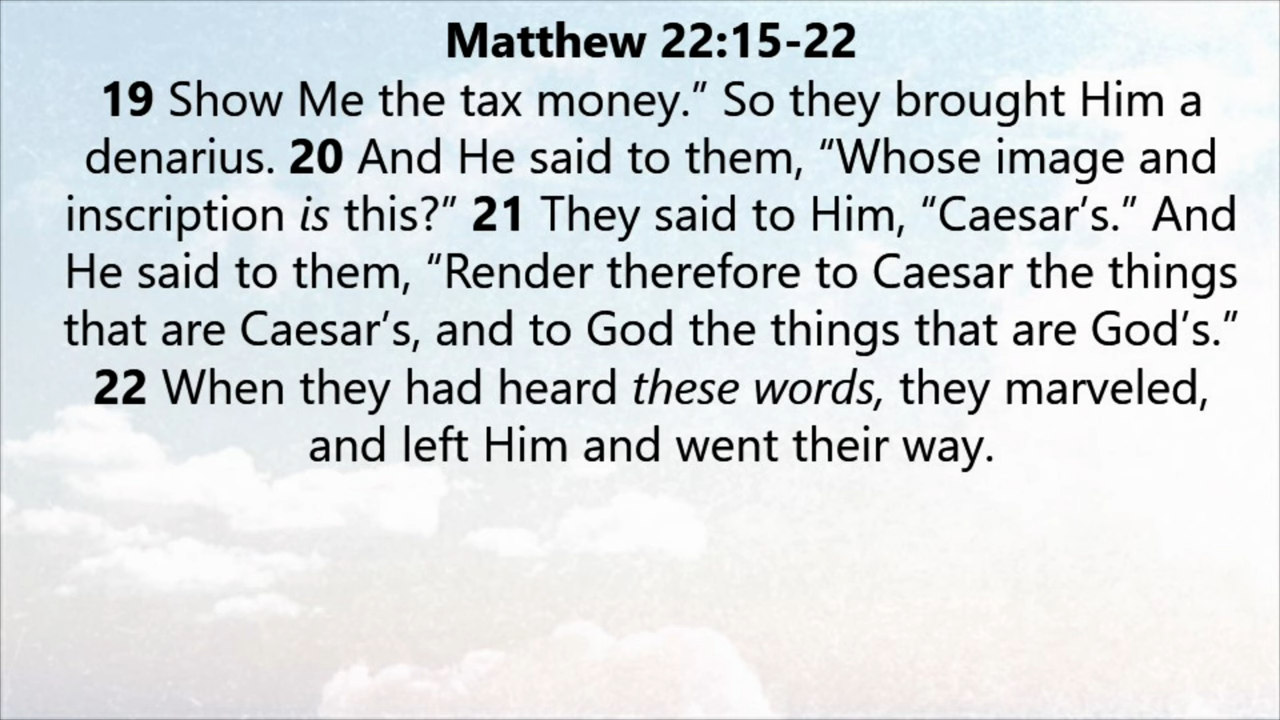 Matthew 22:15-22
19 Show Me the tax money.” So they brought Him a
denarius. 20 And He said to them, “Whose image and
inscription is this?” 21 They said to Him, “Caesar’s.” And
He said to them, “Render therefore to Caesar the things
that are Caesar’s, and to God the things that are God’s.”
22 When they had heard these words, they marveled,
and left Him and went their way.